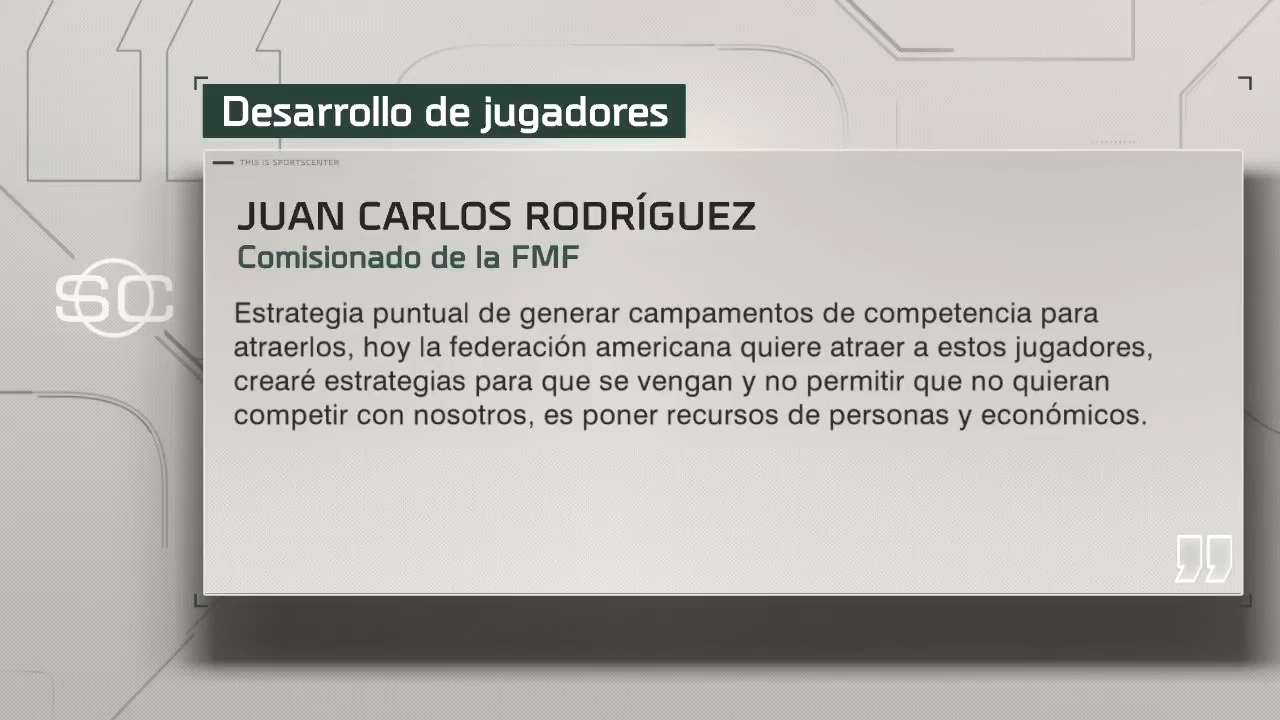 Desarrollo de jugadores
THIS IS SPORTSCENTER
JUAN CARLOS RODRÍGUEZ
Comisionado de la FMF
SC
Estrategia puntual de generar campamentos de competencia para
atraerlos, hoy la federación americana quiere atraer a estos jugadores,
crearé estrategias para que se vengan y no permitir que no quieran
competir con nosotros, es poner recursos de personas y económicos.